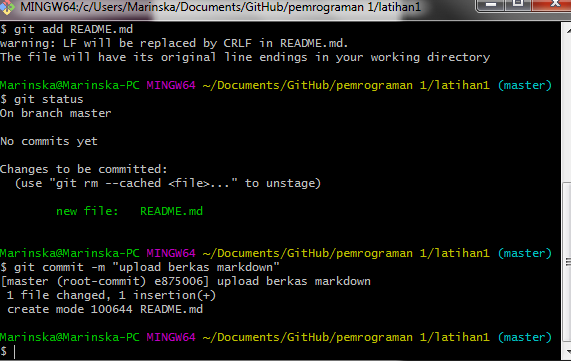 MINGW64:/c/Users/Marinska/Documents/GitHub/pemrograman 1/latihan1
$ git add README.md
warning: LF will be replaced by CRLF in README.md.
The file will have its original line endings in your working directory
Marinska@Marinska-PC MINGW64 ~/Documents/GitHub/pemrograman 1/latihan1 (master)
$ git status
On branch master
No commits yet
Changes to be committed:
(use "git rm --cached <file>..." to unstage)
new file: README.md
Marinska@Marinska-PC MINGW64 ~/Documents/GitHub/pemrograman 1/latihan1 (master)
$ git commit -m "upload berkas markdown"
[master (root-commit) e875006] upload berkas markdown
1 file changed, 1 insertion(+)
create mode 100644 README.md
Marinska@Marinska-PC MINGW64 ~/Documents/GitHub/pemrograman 1/latihan1 (master)
$